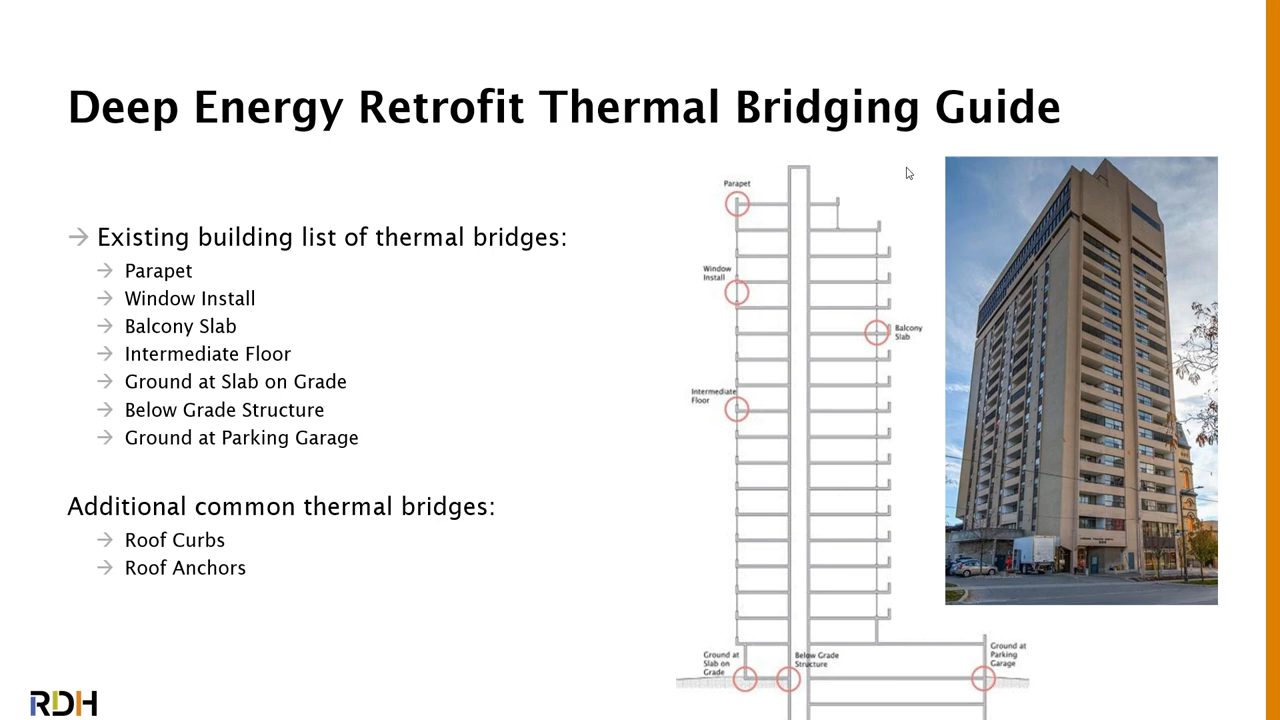 Deep Energy Retrofit Thermal Bridging Guide
→ Existing building list of thermal bridges:
→ Parapet
→ Window Install
→ Balcony Slab
→ Intermediate Floor
→ Ground at Slab on Grade
→ Below Grade Structure
→ Ground at Parking Garage
Additional common thermal bridges:
→ Roof Curbs
→ Roof Anchors
Parapet
Window
Install
Balcony
Slab
Intermediate
Floor
Ground at
Slab on
Grade
Below Grade
Structure
Ground at
Parking
Garage
RDH